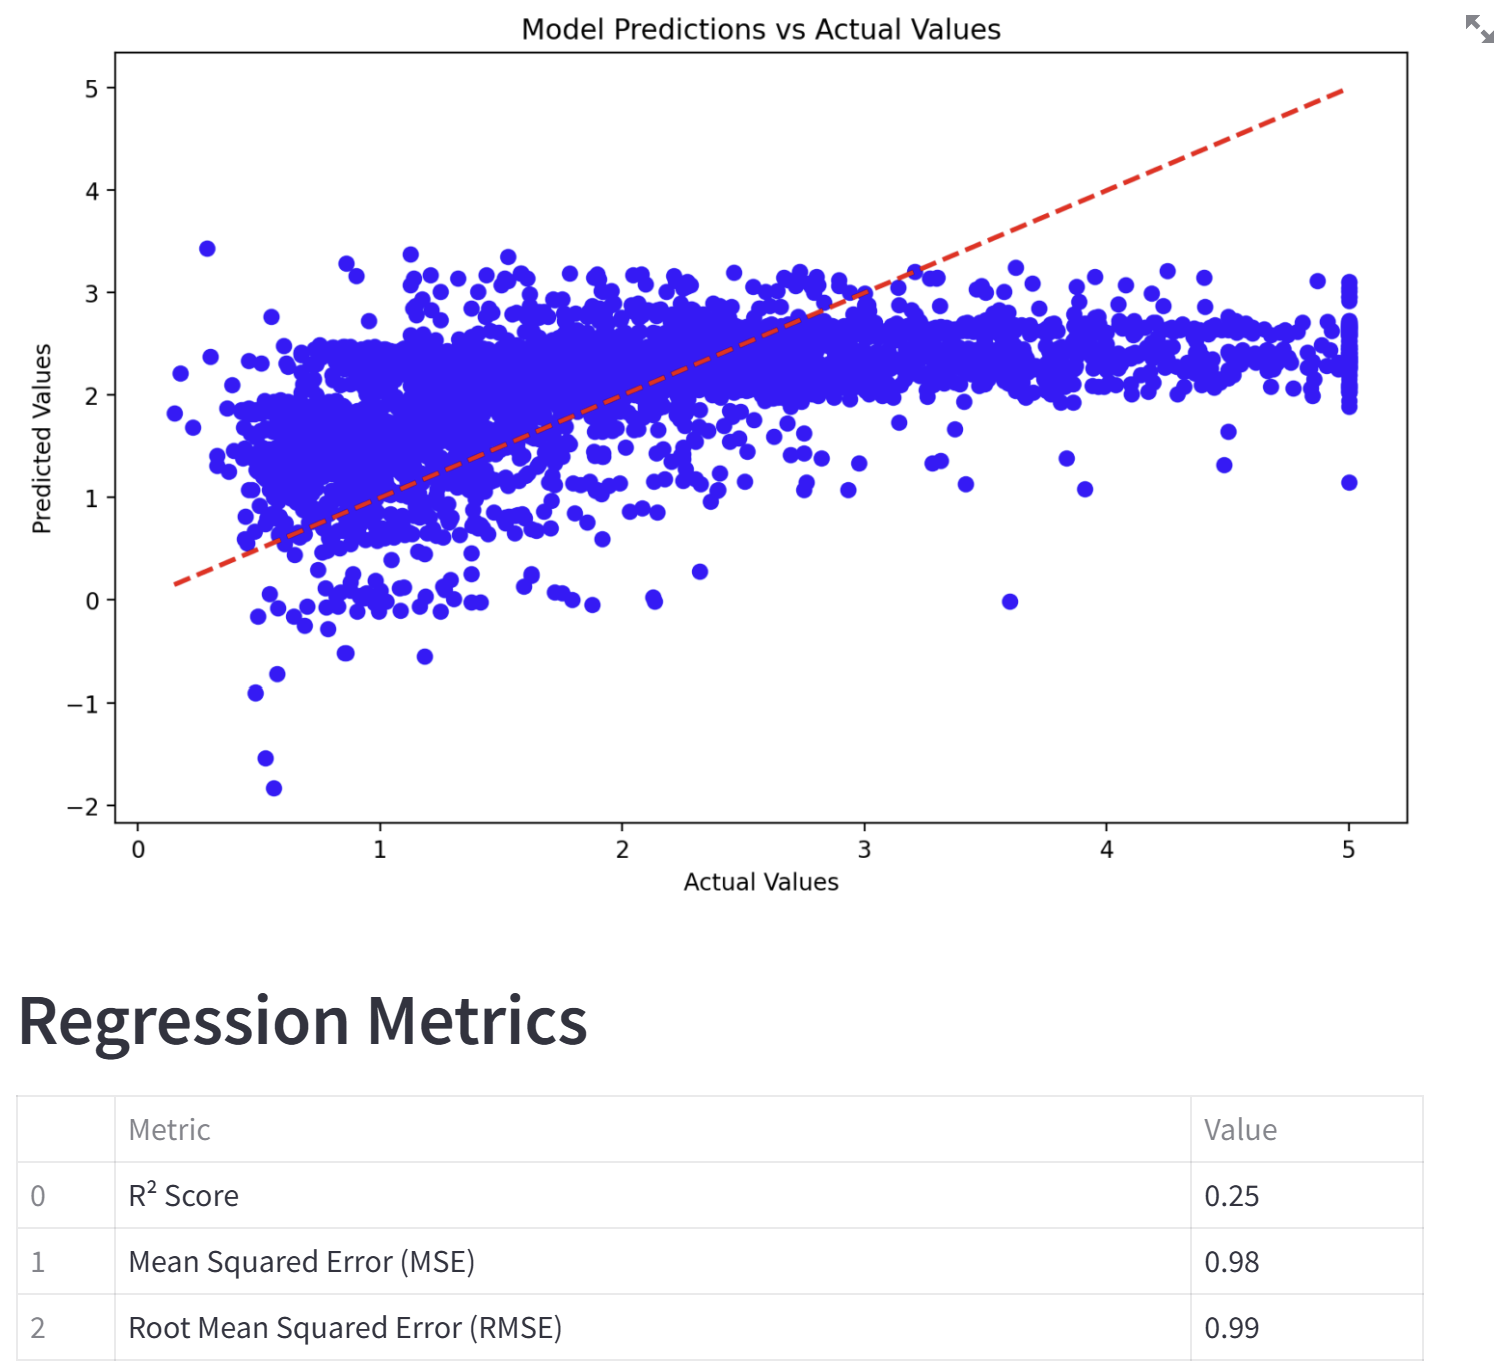 Model Predictions vs Actual Values
5
4
3
2
1
0
−1
−2
Predicted Values
0 1 2 3 4 5
Actual Values
Regression Metrics
Metric Value
0 R² Score 0.25
1 Mean Squared Error (MSE) 0.98
2 Root Mean Squared Error (RMSE) 0.99